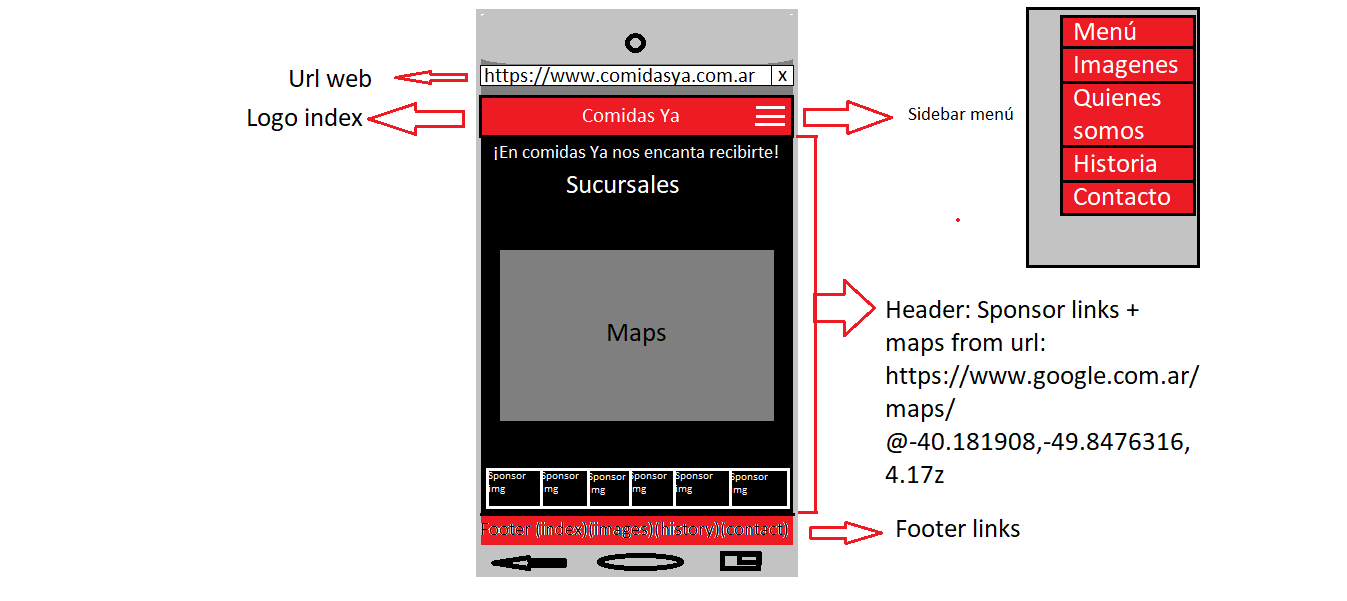 Url web
Logo index
https://www.comidasya.com.ar x
Comidas Ya
¡En comidas Ya nos encanta recibirte!
Sucursales
Maps
Sponsor
img
Sponsor
img
Sponsor
img
Sponsor
img
Sponsor
img
Sponsor
img
Footer (index)(images)(history)(contact)
Sidebar menú
Menú
Imagenes
Quienes
somos
Historia
Contacto
Header: Sponsor links +
maps from url:
https://www.google.com.ar/
maps/
@-40.181908,-49.8476316,
4.17z
Footer links